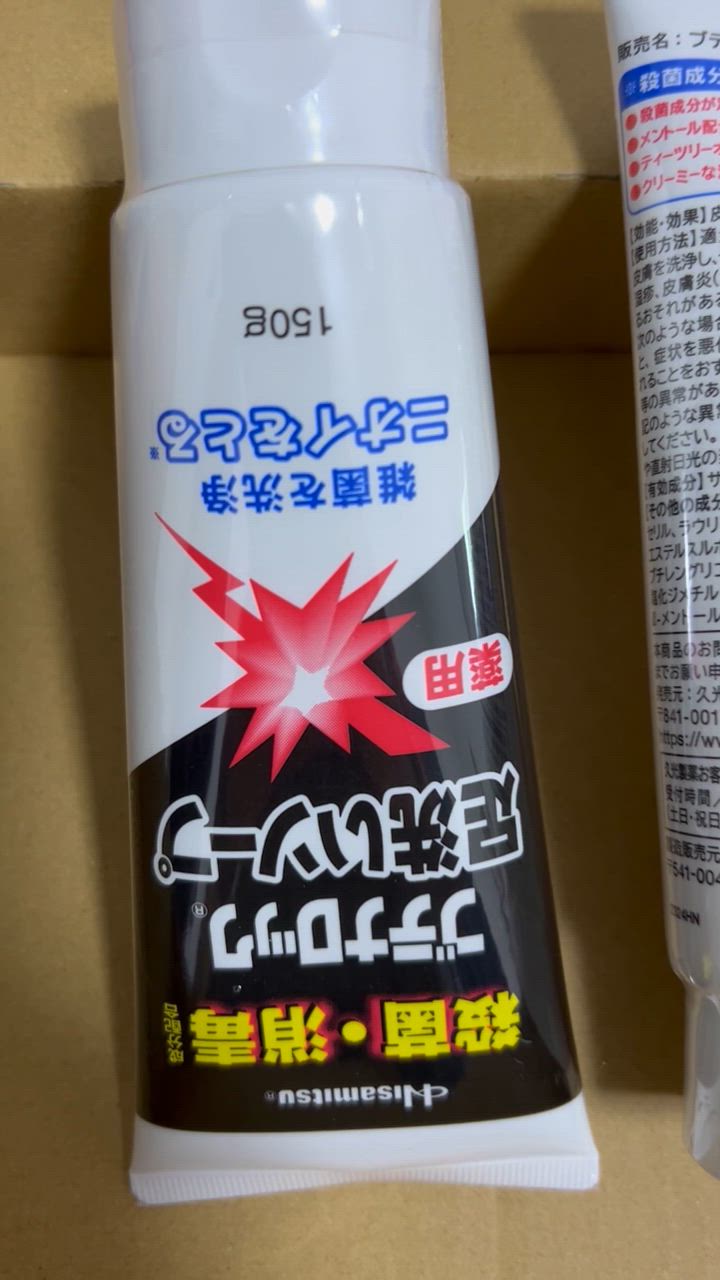 Hisamitsu®
殺菌・消毒 成分配合
ブテナロック®
足洗いソープ
薬用
雑菌を洗浄
ニオイをとる※
150g
販売名：ブテ
※殺菌成分
殺菌成分が
メントール配
ティーツリーオ
クリーミーな
【効能・効果】皮
【使用方法】適
皮膚を洗浄し、
湿疹、皮膚炎(
るおそれがあ
次のような場合
と、症状を悪化
れることをおす
等の異常があ
記のような異常
してください。
や直射日光の
【有効成分】サ
【その他の成分
セリル、ラウリ
エステルスルホ
ブチレングリコ
塩化ジメチル
ℓ-メントール
本商品のお問
までお願い申
発売元：久光
〒841-001
https://ww
久光製薬お客
受付時間／
(土日・祝日
製造販売元
〒541-004